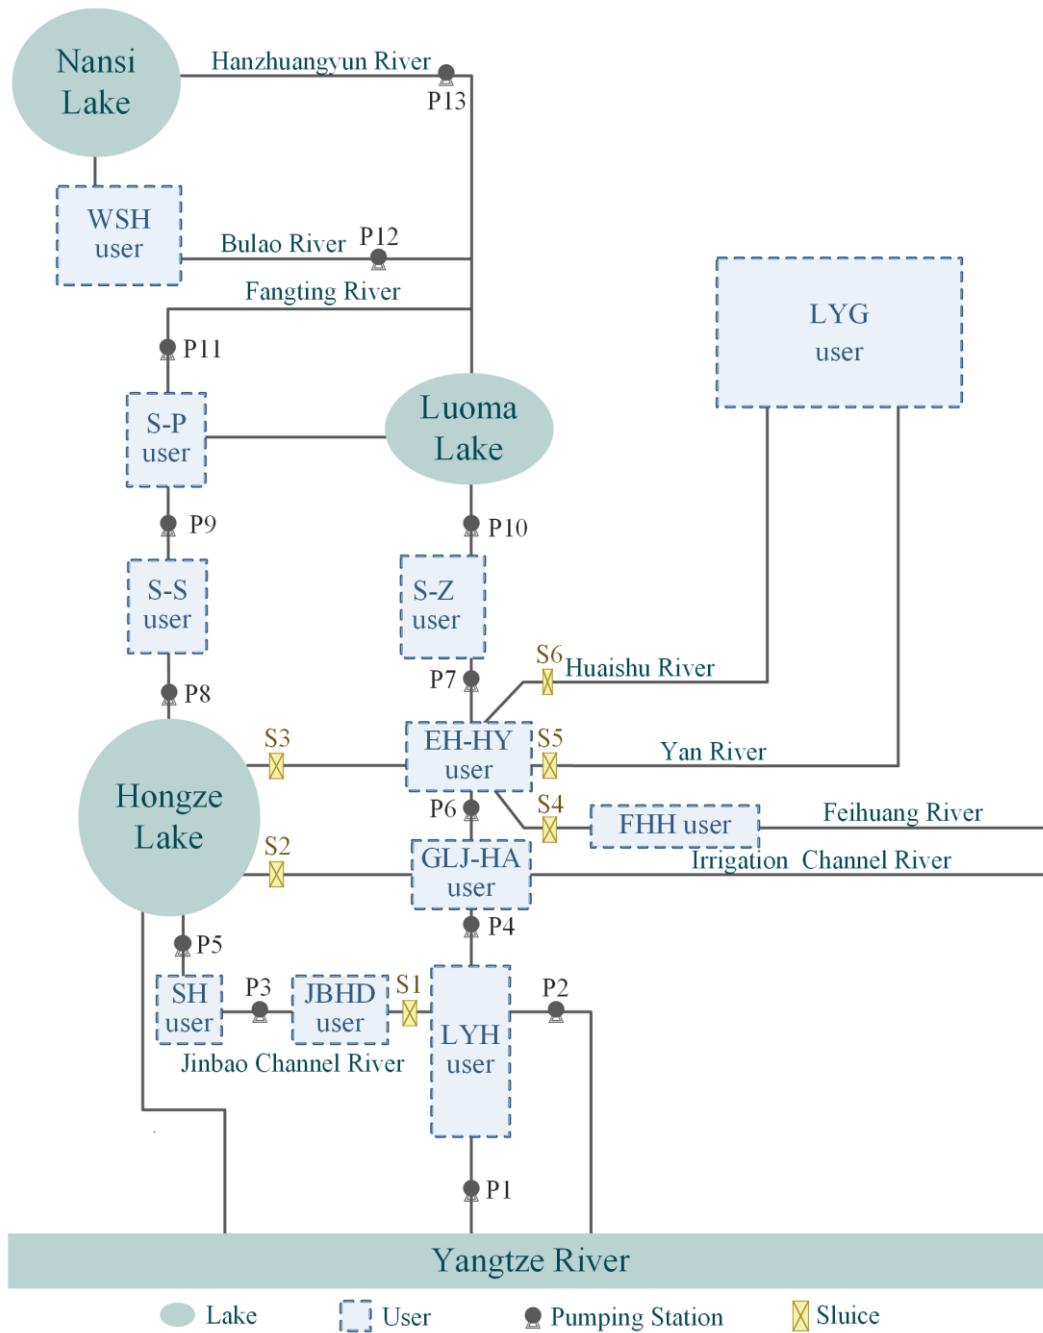 Nansi
Lake
Hanzhuangyun River
P13
WSH
user
Bulao River
P12
Fangting River
P11
LYG
user
S-P
user
Luoma
Lake
P9
P10
S-S
user
S-Z
user
S6
Huaishu River
P7
P8
S3
EH-HY
user
S5
Yan River
Hongze
Lake
P6
S4
FHH user
Feihuang River
S2
GLJ-HA
user
Irrigation Channel River
P4
P5
SH
user
P3
JBHD
user
S1
LYH
user
P2
Jinbao Channel River
P1
Yangtze River
Lake
User
Pumping Station
Sluice